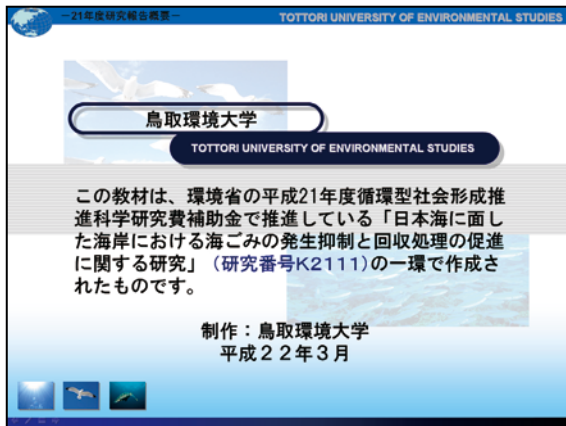 －21年度研究報告概要－
TOTTORI UNIVERSITY OF ENVIRONMENTAL STUDIES
鳥取環境大学
TOTTORI UNIVERSITY OF ENVIRONMENTAL STUDIES
この教材は、環境省の平成21年度循環型社会形成推
進科学研究費補助金で推進している「日本海に面し
た海岸における海ごみの発生抑制と回収処理の促進
に関する研究」（研究番号K2111）の一環で作成さ
れたものです。
制作：鳥取環境大学
平成２２年３月